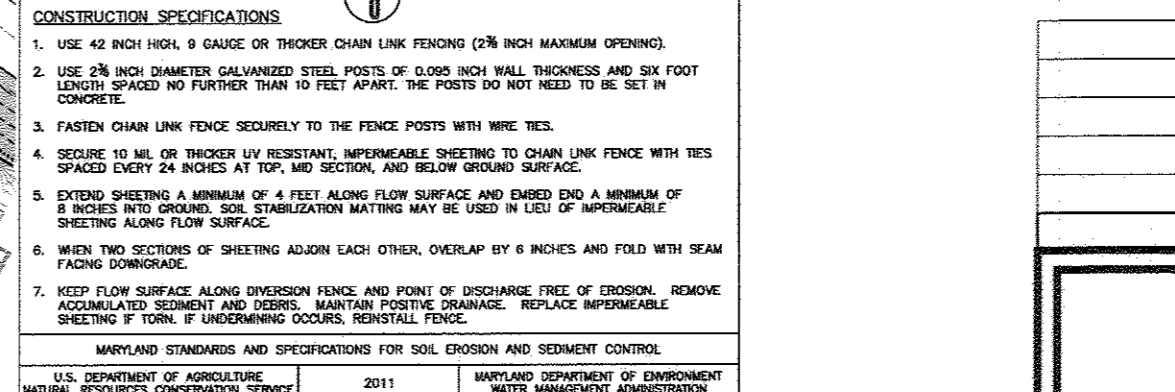 CONSTRUCTION SPECIFICATIONS
1. USE 42 INCH HIGH, 9 GAUGE OR THICKER CHAIN LINK FENCING (2⅜ INCH MAXIMUM OPENING).
2. USE 2⅜ INCH DIAMETER GALVANIZED STEEL POSTS OF 0.095 INCH WALL THICKNESS AND SIX FOOT
LENGTH SPACED NO FURTHER THAN 10 FEET APART. THE POSTS DO NOT NEED TO BE SET IN
CONCRETE.
3. FASTEN CHAIN LINK FENCE SECURELY TO THE FENCE POSTS WITH WIRE TIES.
4. SECURE 10 MIL OR THICKER UV RESISTANT, IMPERMEABLE SHEETING TO CHAIN LINK FENCE WITH TIES
SPACED EVERY 24 INCHES AT TOP, MID SECTION, AND BELOW GROUND SURFACE.
5. EXTEND SHEETING A MINIMUM OF 4 FEET ALONG FLOW SURFACE AND EMBED END A MINIMUM OF
8 INCHES INTO GROUND. SOIL STABILIZATION MATTING MAY BE USED IN LIEU OF IMPERMEABLE
SHEETING ALONG FLOW SURFACE.
6. WHEN TWO SECTIONS OF SHEETING ADJOIN EACH OTHER, OVERLAP BY 6 INCHES AND FOLD WITH SEAM
FACING DOWNGRADE.
7. KEEP FLOW SURFACE ALONG DIVERSION FENCE AND POINT OF DISCHARGE FREE OF EROSION. REMOVE
ACCUMULATED SEDIMENT AND DEBRIS. MAINTAIN POSITIVE DRAINAGE. REPLACE IMPERMEABLE
SHEETING IF TORN. IF UNDERMINING OCCURS, REINSTALL FENCE.
MARYLAND STANDARDS AND SPECIFICATIONS FOR SOIL EROSION AND SEDIMENT CONTROL
U.S. DEPARTMENT OF AGRICULTURE
NATURAL RESOURCES CONSERVATION SERVICE
2011
MARYLAND DEPARTMENT OF ENVIRONMENT
WATER MANAGEMENT ADMINISTRATION